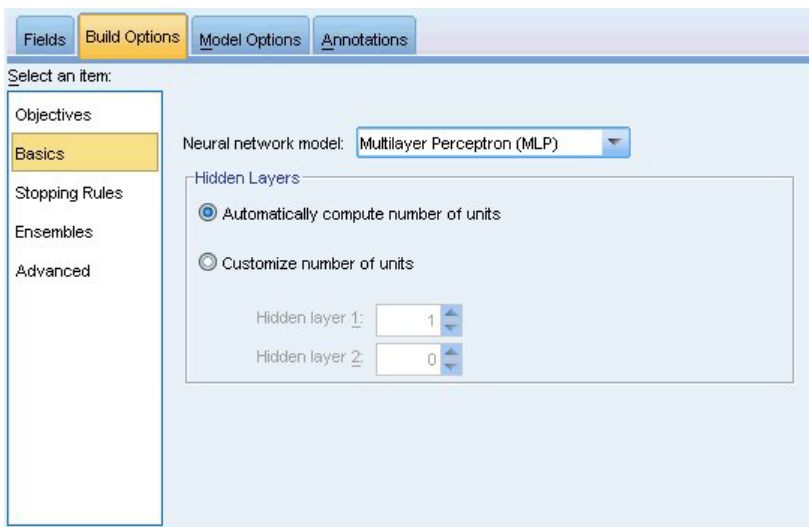 Fields Build Options Model Options Annotations
Select an item:
Objectives
Basics
Stopping Rules
Ensembles
Advanced
Neural network model: Multilayer Perceptron (MLP)
Hidden Layers
Automatically compute number of units
Customize number of units
Hidden layer 1: 1
Hidden layer 2: 0